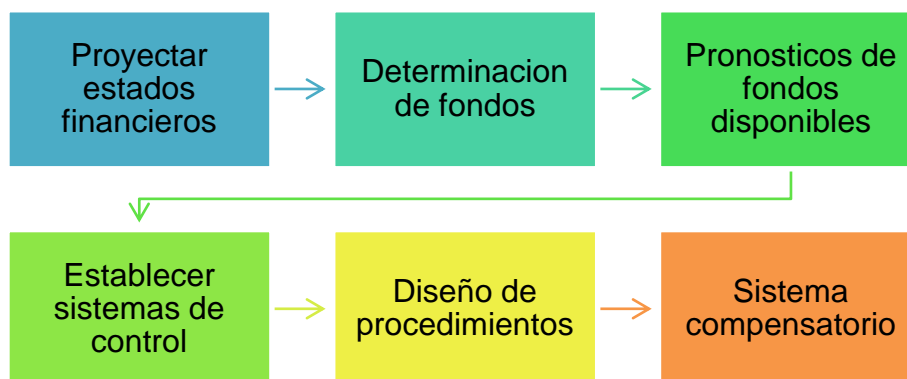 Proyectar
estados
financieros
Determinacion
de fondos
Pronosticos de
fondos
disponibles
Establecer
sistemas de
control
Diseño de
procedimientos
Sistema
compensatorio